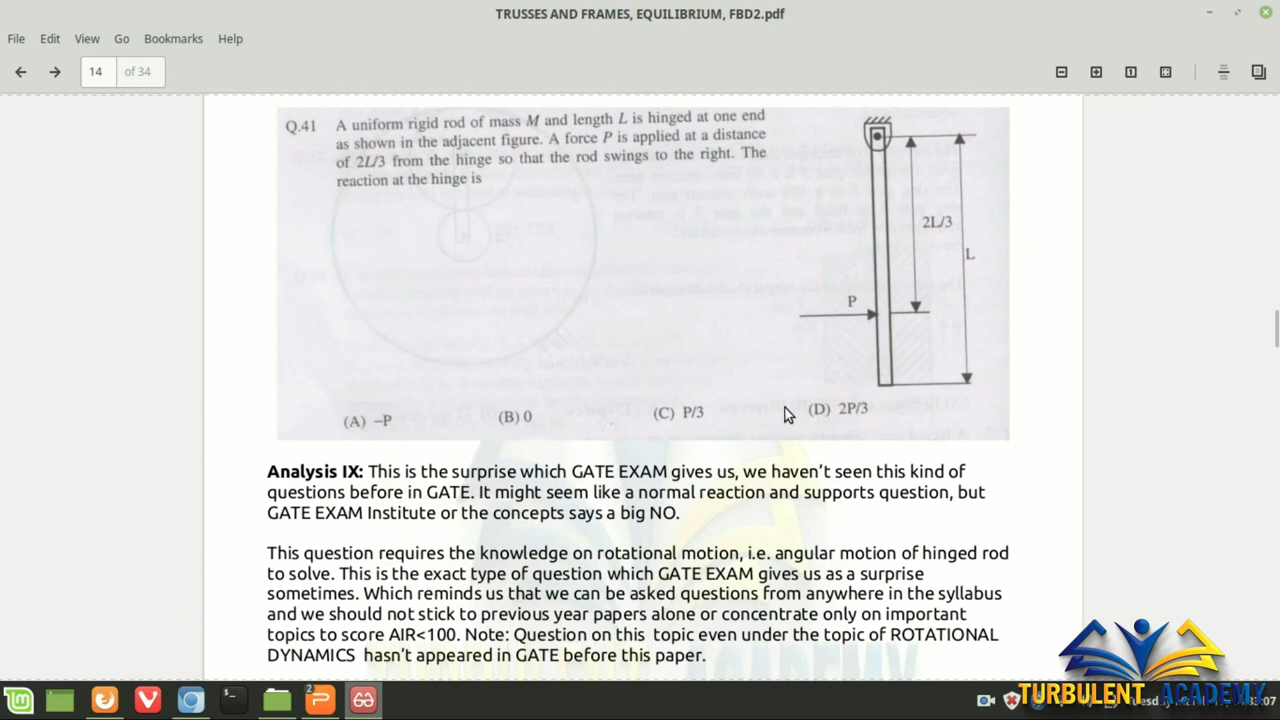 TRUSSES AND FRAMES, EQUILIBRIUM, FBD2.pdf
File Edit View Go Bookmarks Help
14 of 34
Q.41 A uniform rigid rod of mass M and length L is hinged at one end
as shown in the adjacent figure. A force P is applied at a distance
of 2L/3 from the hinge so that the rod swings to the right. The
reaction at the hinge is
2L/3
L
P
(A) –P (B) 0 (C) P/3 (D) 2P/3
Analysis IX: This is the surprise which GATE EXAM gives us, we haven't seen this kind of
questions before in GATE. It might seem like a normal reaction and supports question, but
GATE EXAM Institute or the concepts says a big NO.
This question requires the knowledge on rotational motion, i.e. angular motion of hinged rod
to solve. This is the exact type of question which GATE EXAM gives us as a surprise
sometimes. Which reminds us that we can be asked questions from anywhere in the syllabus
and we should not stick to previous year papers alone or concentrate only on important
topics to score AIR<100. Note: Question on this topic even under the topic of ROTATIONAL
DYNAMICS hasn't appeared in GATE before this paper.
TURBULENT ACADEMY